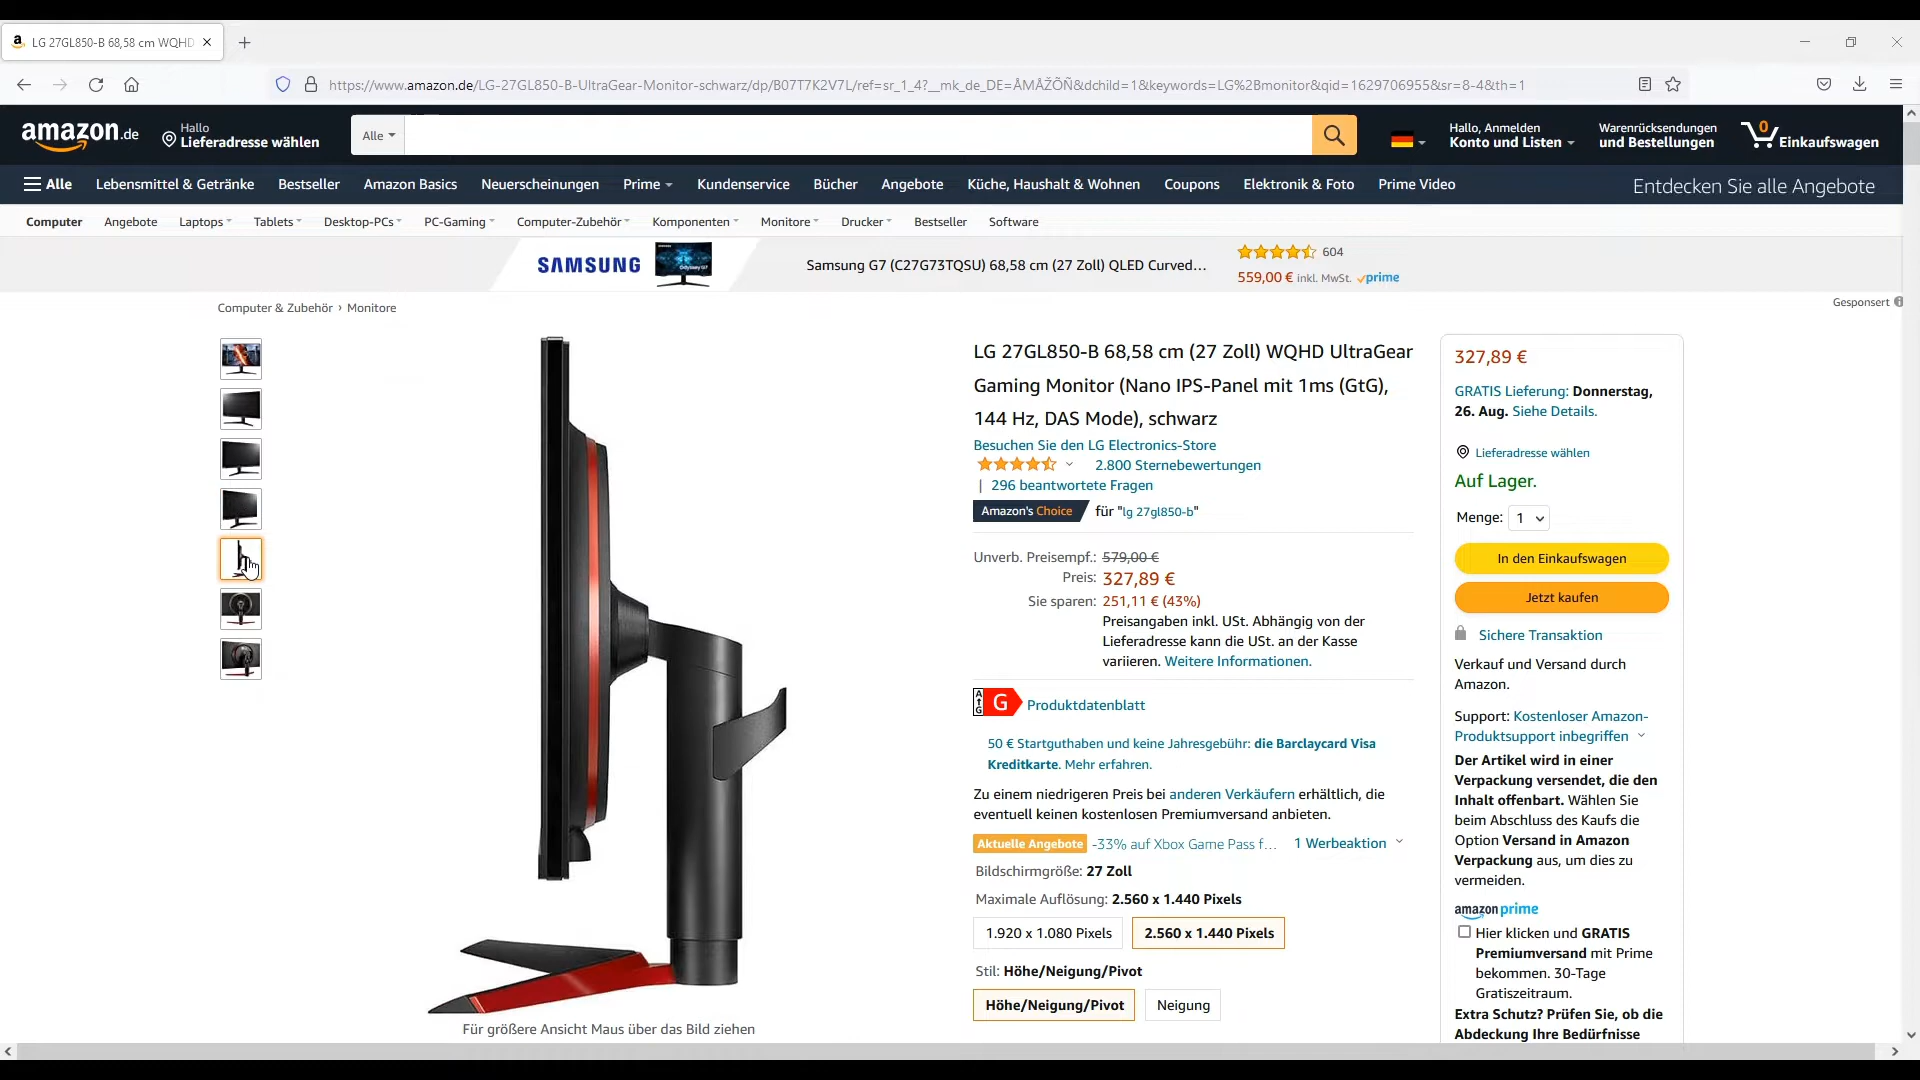 LG 27GL850-B 68,58 cm WQHD
https://www.amazon.de/LG-27GL850-B-UltraGear-Monitor-schwarz/dp/B07T7K2V7L/ref=sr_1_4?__mk_de_DE=ÅMÅŽÕÑ&dchild=1&keywords=LG%2Bmonitor&qid=1629706955&sr=8-4&th=1
amazon.de
Hallo
Lieferadresse wählen
Alle
Hallo, Anmelden
Konto und Listen
Warenrücksendungen
und Bestellungen
0
Einkaufswagen
Alle Lebensmittel & Getränke Bestseller Amazon Basics Neuerscheinungen Prime Kundenservice Bücher Angebote Küche, Haushalt & Wohnen Coupons Elektronik & Foto Prime Video Entdecken Sie alle Angebote
Computer Angebote Laptops Tablets Desktop-PCs PC-Gaming Computer-Zubehör Komponenten Monitore Drucker Bestseller Software
SAMSUNG
Samsung G7 (C27G73TQSU) 68,58 cm (27 Zoll) QLED Curved...
604
559,00 € inkl. MwSt. prime
Gesponsert
Computer & Zubehör › Monitore
Für größere Ansicht Maus über das Bild ziehen
LG 27GL850-B 68,58 cm (27 Zoll) WQHD UltraGear
Gaming Monitor (Nano IPS-Panel mit 1ms (GtG),
144 Hz, DAS Mode), schwarz
Besuchen Sie den LG Electronics-Store
2.800 Sternebewertungen
| 296 beantwortete Fragen
Amazon's Choice für "lg 27gl850-b"
Unverb. Preisempf.: 579,00 €
Preis: 327,89 €
Sie sparen: 251,11 € (43%)
Preisangaben inkl. USt. Abhängig von der
Lieferadresse kann die USt. an der Kasse
variieren. Weitere Informationen.
A G G Produktdatenblatt
50 € Startguthaben und keine Jahresgebühr: die Barclaycard Visa
Kreditkarte. Mehr erfahren.
Zu einem niedrigeren Preis bei anderen Verkäufern erhältlich, die
eventuell keinen kostenlosen Premiumversand anbieten.
Aktuelle Angebote -33% auf Xbox Game Pass f... 1 Werbeaktion
Bildschirmgröße: 27 Zoll
Maximale Auflösung: 2.560 x 1.440 Pixels
1.920 x 1.080 Pixels 2.560 x 1.440 Pixels
Stil: Höhe/Neigung/Pivot
Höhe/Neigung/Pivot Neigung
327,89 €
GRATIS Lieferung: Donnerstag,
26. Aug. Siehe Details.
Lieferadresse wählen
Auf Lager.
Menge: 1
In den Einkaufswagen
Jetzt kaufen
Sichere Transaktion
Verkauf und Versand durch
Amazon.
Support: Kostenloser Amazon-
Produktsupport inbegriffen
Der Artikel wird in einer
Verpackung versendet, die den
Inhalt offenbart. Wählen Sie
beim Abschluss des Kaufs die
Option Versand in Amazon
Verpackung aus, um dies zu
vermeiden.
amazon prime
Hier klicken und GRATIS
Premiumversand mit Prime
bekommen. 30-Tage
Gratiszeitraum.
Extra Schutz? Prüfen Sie, ob die
Abdeckung Ihre Bedürfnisse